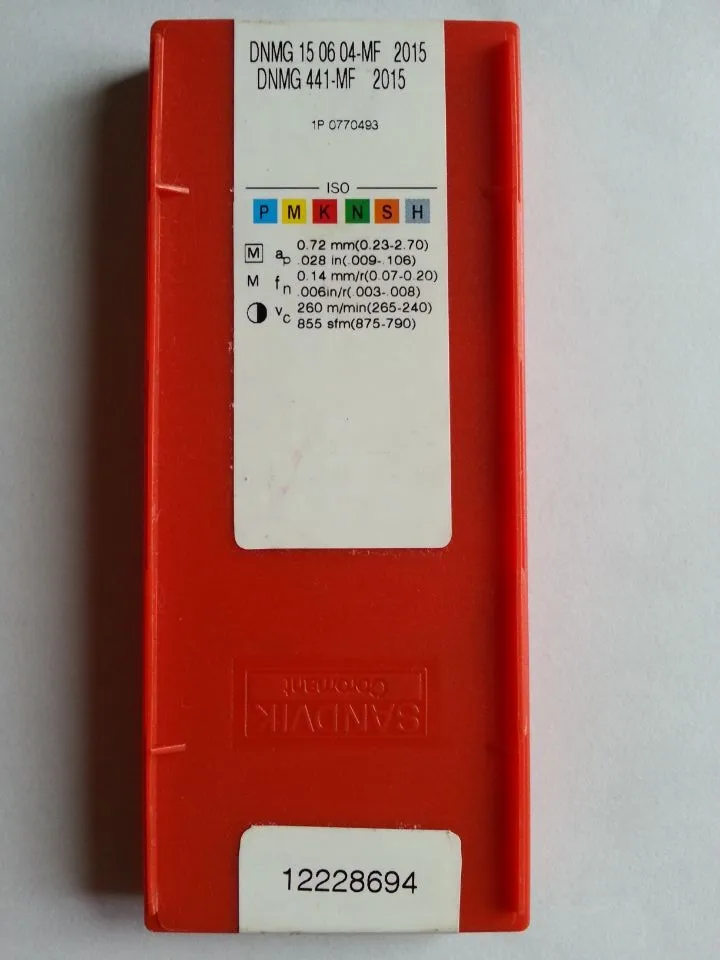 DNMG 15 06 04-MF 2015
DNMG 441-MF 2015
1P 0770493
ISO
P M K N S H
M ap 0.72 mm(0.23-2.70)
.028 in(.009-.106)
M fn 0.14 mm/r(0.07-0.20)
.006in/r(.003-.008)
vc 260 m/min(265-240)
855 sfm(875-790)
SANDVIK
Coromant
12228694